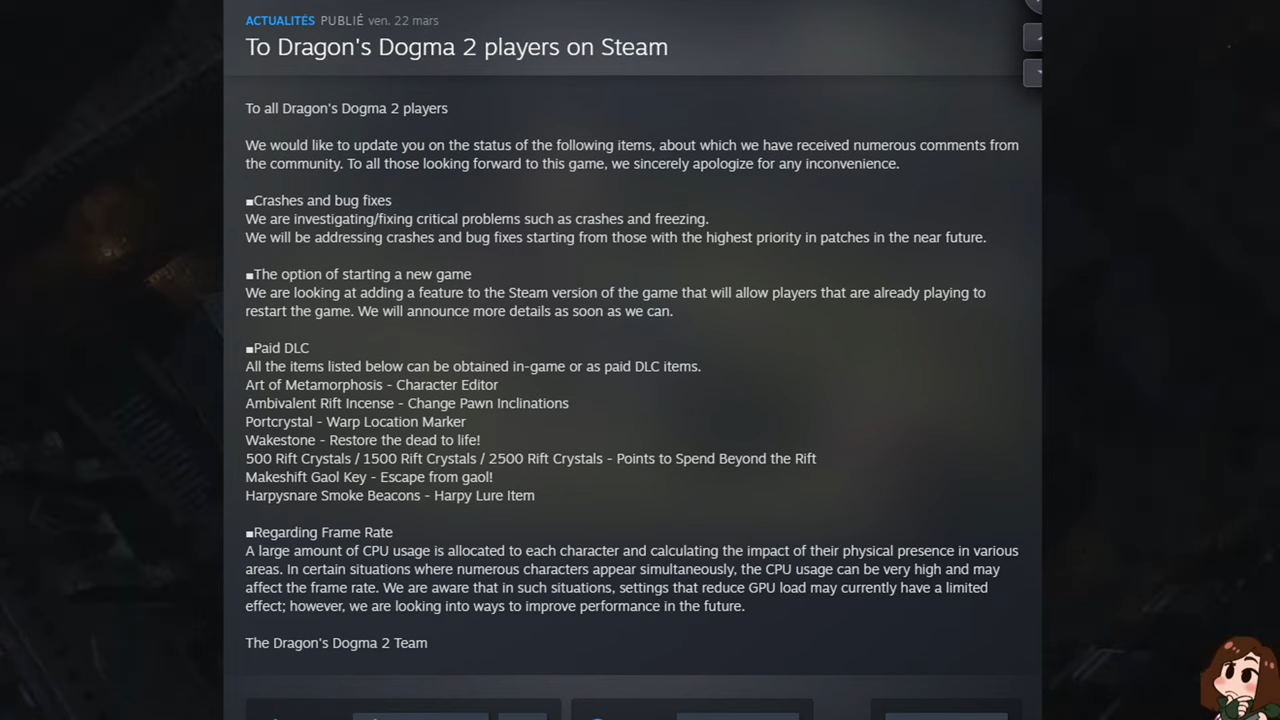 ACTUALITÉS PUBLIÉ ven. 22 mars
To Dragon's Dogma 2 players on Steam
To all Dragon's Dogma 2 players
We would like to update you on the status of the following items, about which we have received numerous comments from
the community. To all those looking forward to this game, we sincerely apologize for any inconvenience.
■Crashes and bug fixes
We are investigating/fixing critical problems such as crashes and freezing.
We will be addressing crashes and bug fixes starting from those with the highest priority in patches in the near future.
■The option of starting a new game
We are looking at adding a feature to the Steam version of the game that will allow players that are already playing to
restart the game. We will announce more details as soon as we can.
■Paid DLC
All the items listed below can be obtained in-game or as paid DLC items.
Art of Metamorphosis - Character Editor
Ambivalent Rift Incense - Change Pawn Inclinations
Portcrystal - Warp Location Marker
Wakestone - Restore the dead to life!
500 Rift Crystals / 1500 Rift Crystals / 2500 Rift Crystals - Points to Spend Beyond the Rift
Makeshift Gaol Key - Escape from gaol!
Harpysnare Smoke Beacons - Harpy Lure Item
■Regarding Frame Rate
A large amount of CPU usage is allocated to each character and calculating the impact of their physical presence in various
areas. In certain situations where numerous characters appear simultaneously, the CPU usage can be very high and may
affect the frame rate. We are aware that in such situations, settings that reduce GPU load may currently have a limited
effect; however, we are looking into ways to improve performance in the future.
The Dragon's Dogma 2 Team